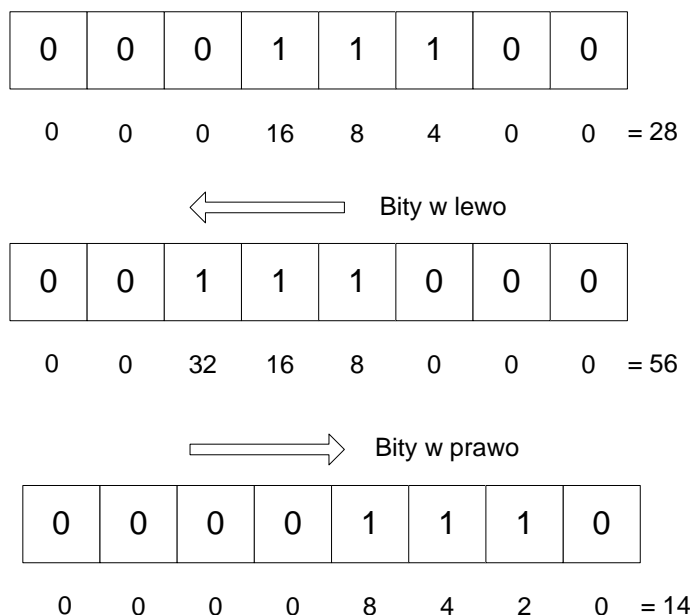 0 0 0 1 1 1 0 0
0 0 0 16 8 4 0 0 = 28
Bity w lewo
0 0 1 1 1 0 0 0
0 0 32 16 8 0 0 0 = 56
Bity w prawo
0 0 0 0 1 1 1 0
0 0 0 0 8 4 2 0 = 14